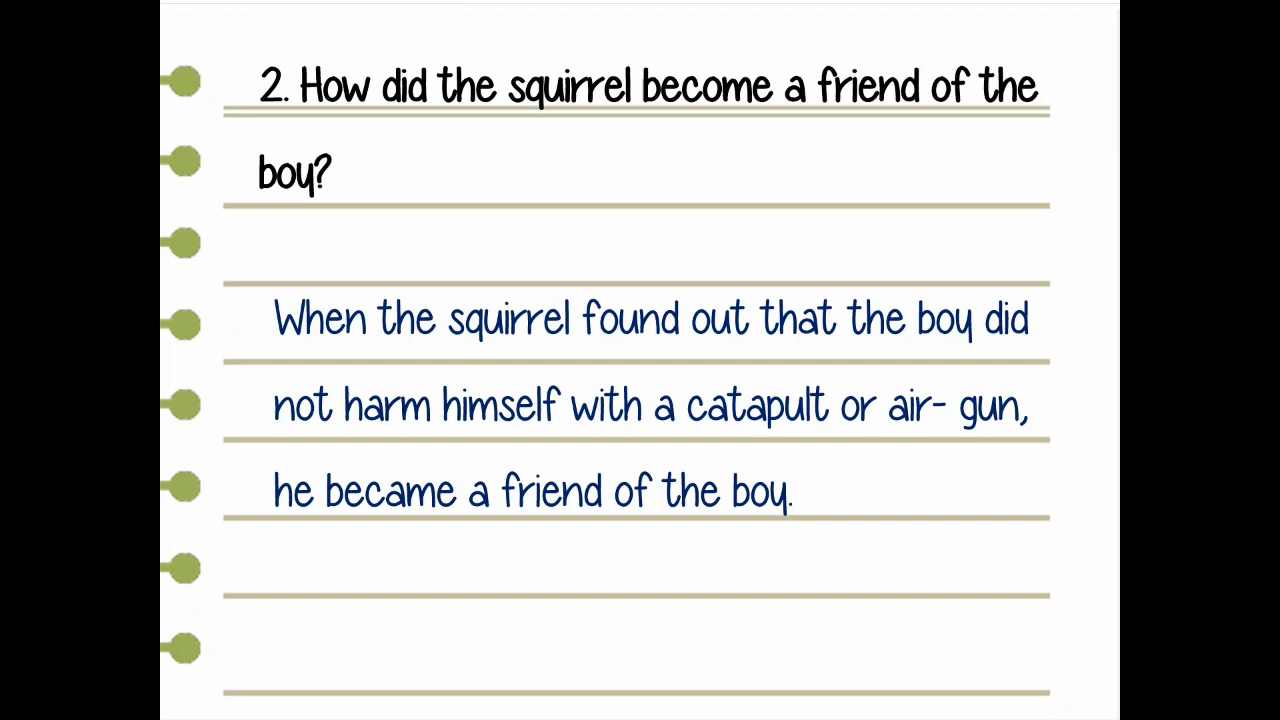 2. How did the squirrel become a friend of the
boy?
When the squirrel found out that the boy did
not harm himself with a catapult or air- gun,
he became a friend of the boy.